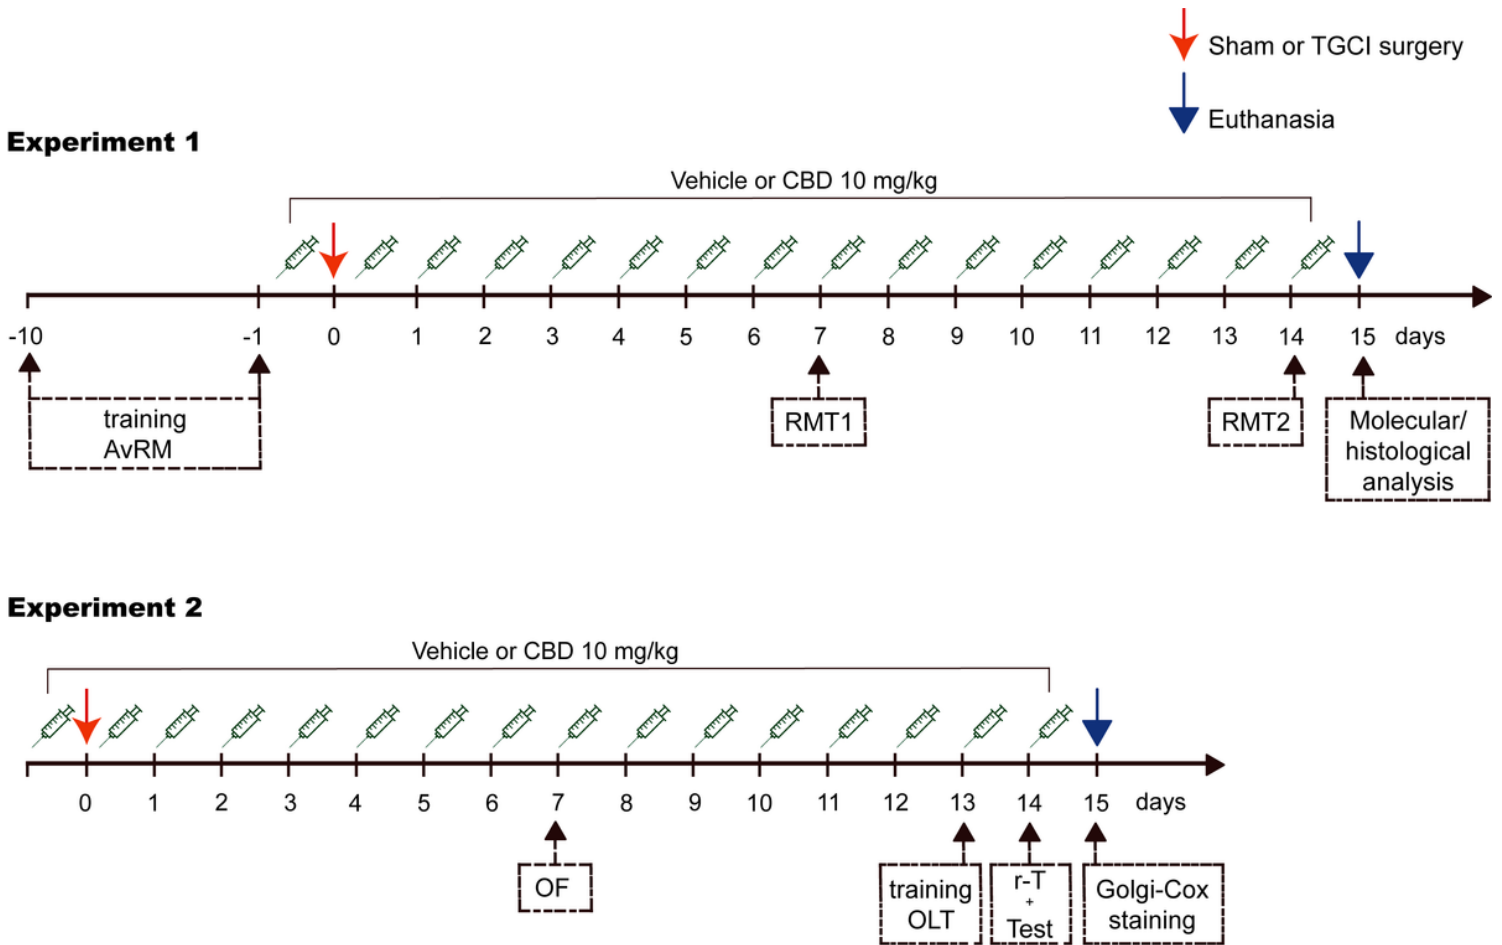 Sham or TGCI surgery
Euthanasia
Experiment 1
Vehicle or CBD 10 mg/kg
-10 -1 0 1 2 3 4 5 6 7 8 9 10 11 12 13 14 15 days
training
AvRM
RMT1
RMT2
Molecular/
histological
analysis
Experiment 2
Vehicle or CBD 10 mg/kg
0 1 2 3 4 5 6 7 8 9 10 11 12 13 14 15 days
OF
training
OLT
r-T
+
Test
Golgi-Cox
staining